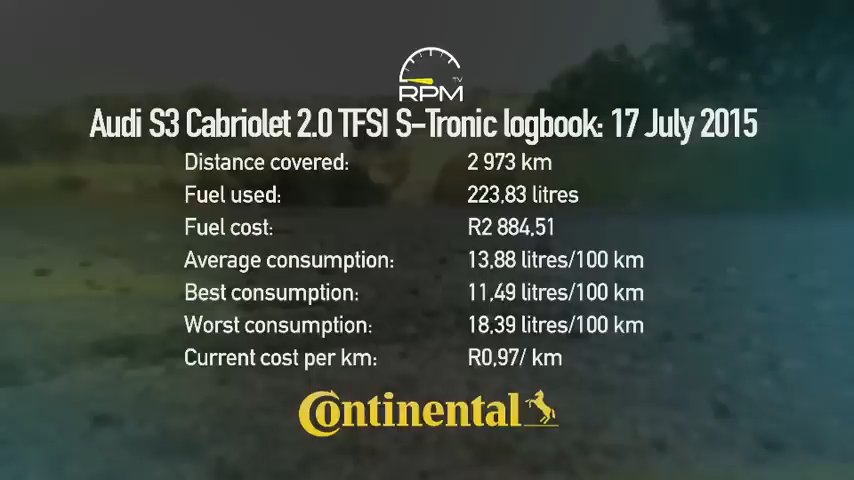 TV
RPM
Audi S3 Cabriolet 2.0 TFSI S-Tronic logbook: 17 July 2015
Distance covered: 2 973 km
Fuel used: 223,83 litres
Fuel cost: R2 884,51
Average consumption: 13,88 litres/100 km
Best consumption: 11,49 litres/100 km
Worst consumption: 18,39 litres/100 km
Current cost per km: R0,97/ km
Continental